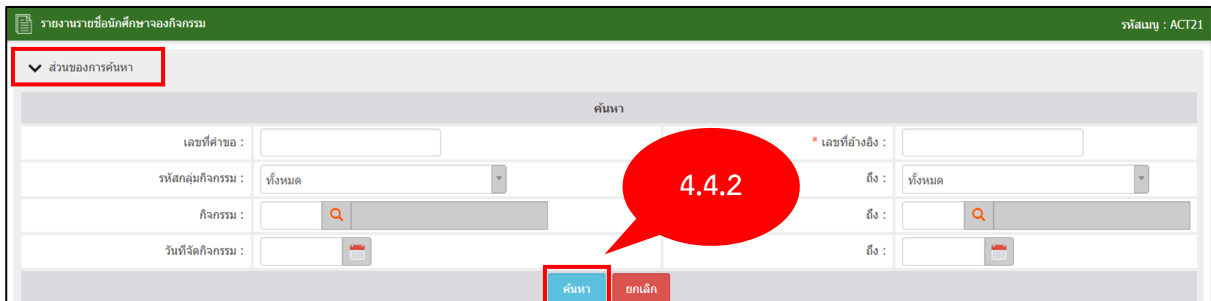 รายงานรายชื่อนักศึกษาจองกิจกรรม รหัสเมนู : ACT21
ส่วนของการค้นหา
ค้นหา
เลขที่คำขอ : * เลขที่อ้างอิง :
รหัสกลุ่มกิจกรรม : ทั้งหมด ถึง : ทั้งหมด
4.4.2
กิจกรรม : ถึง :
วันที่จัดกิจกรรม : ถึง :
ค้นหา ยกเลิก